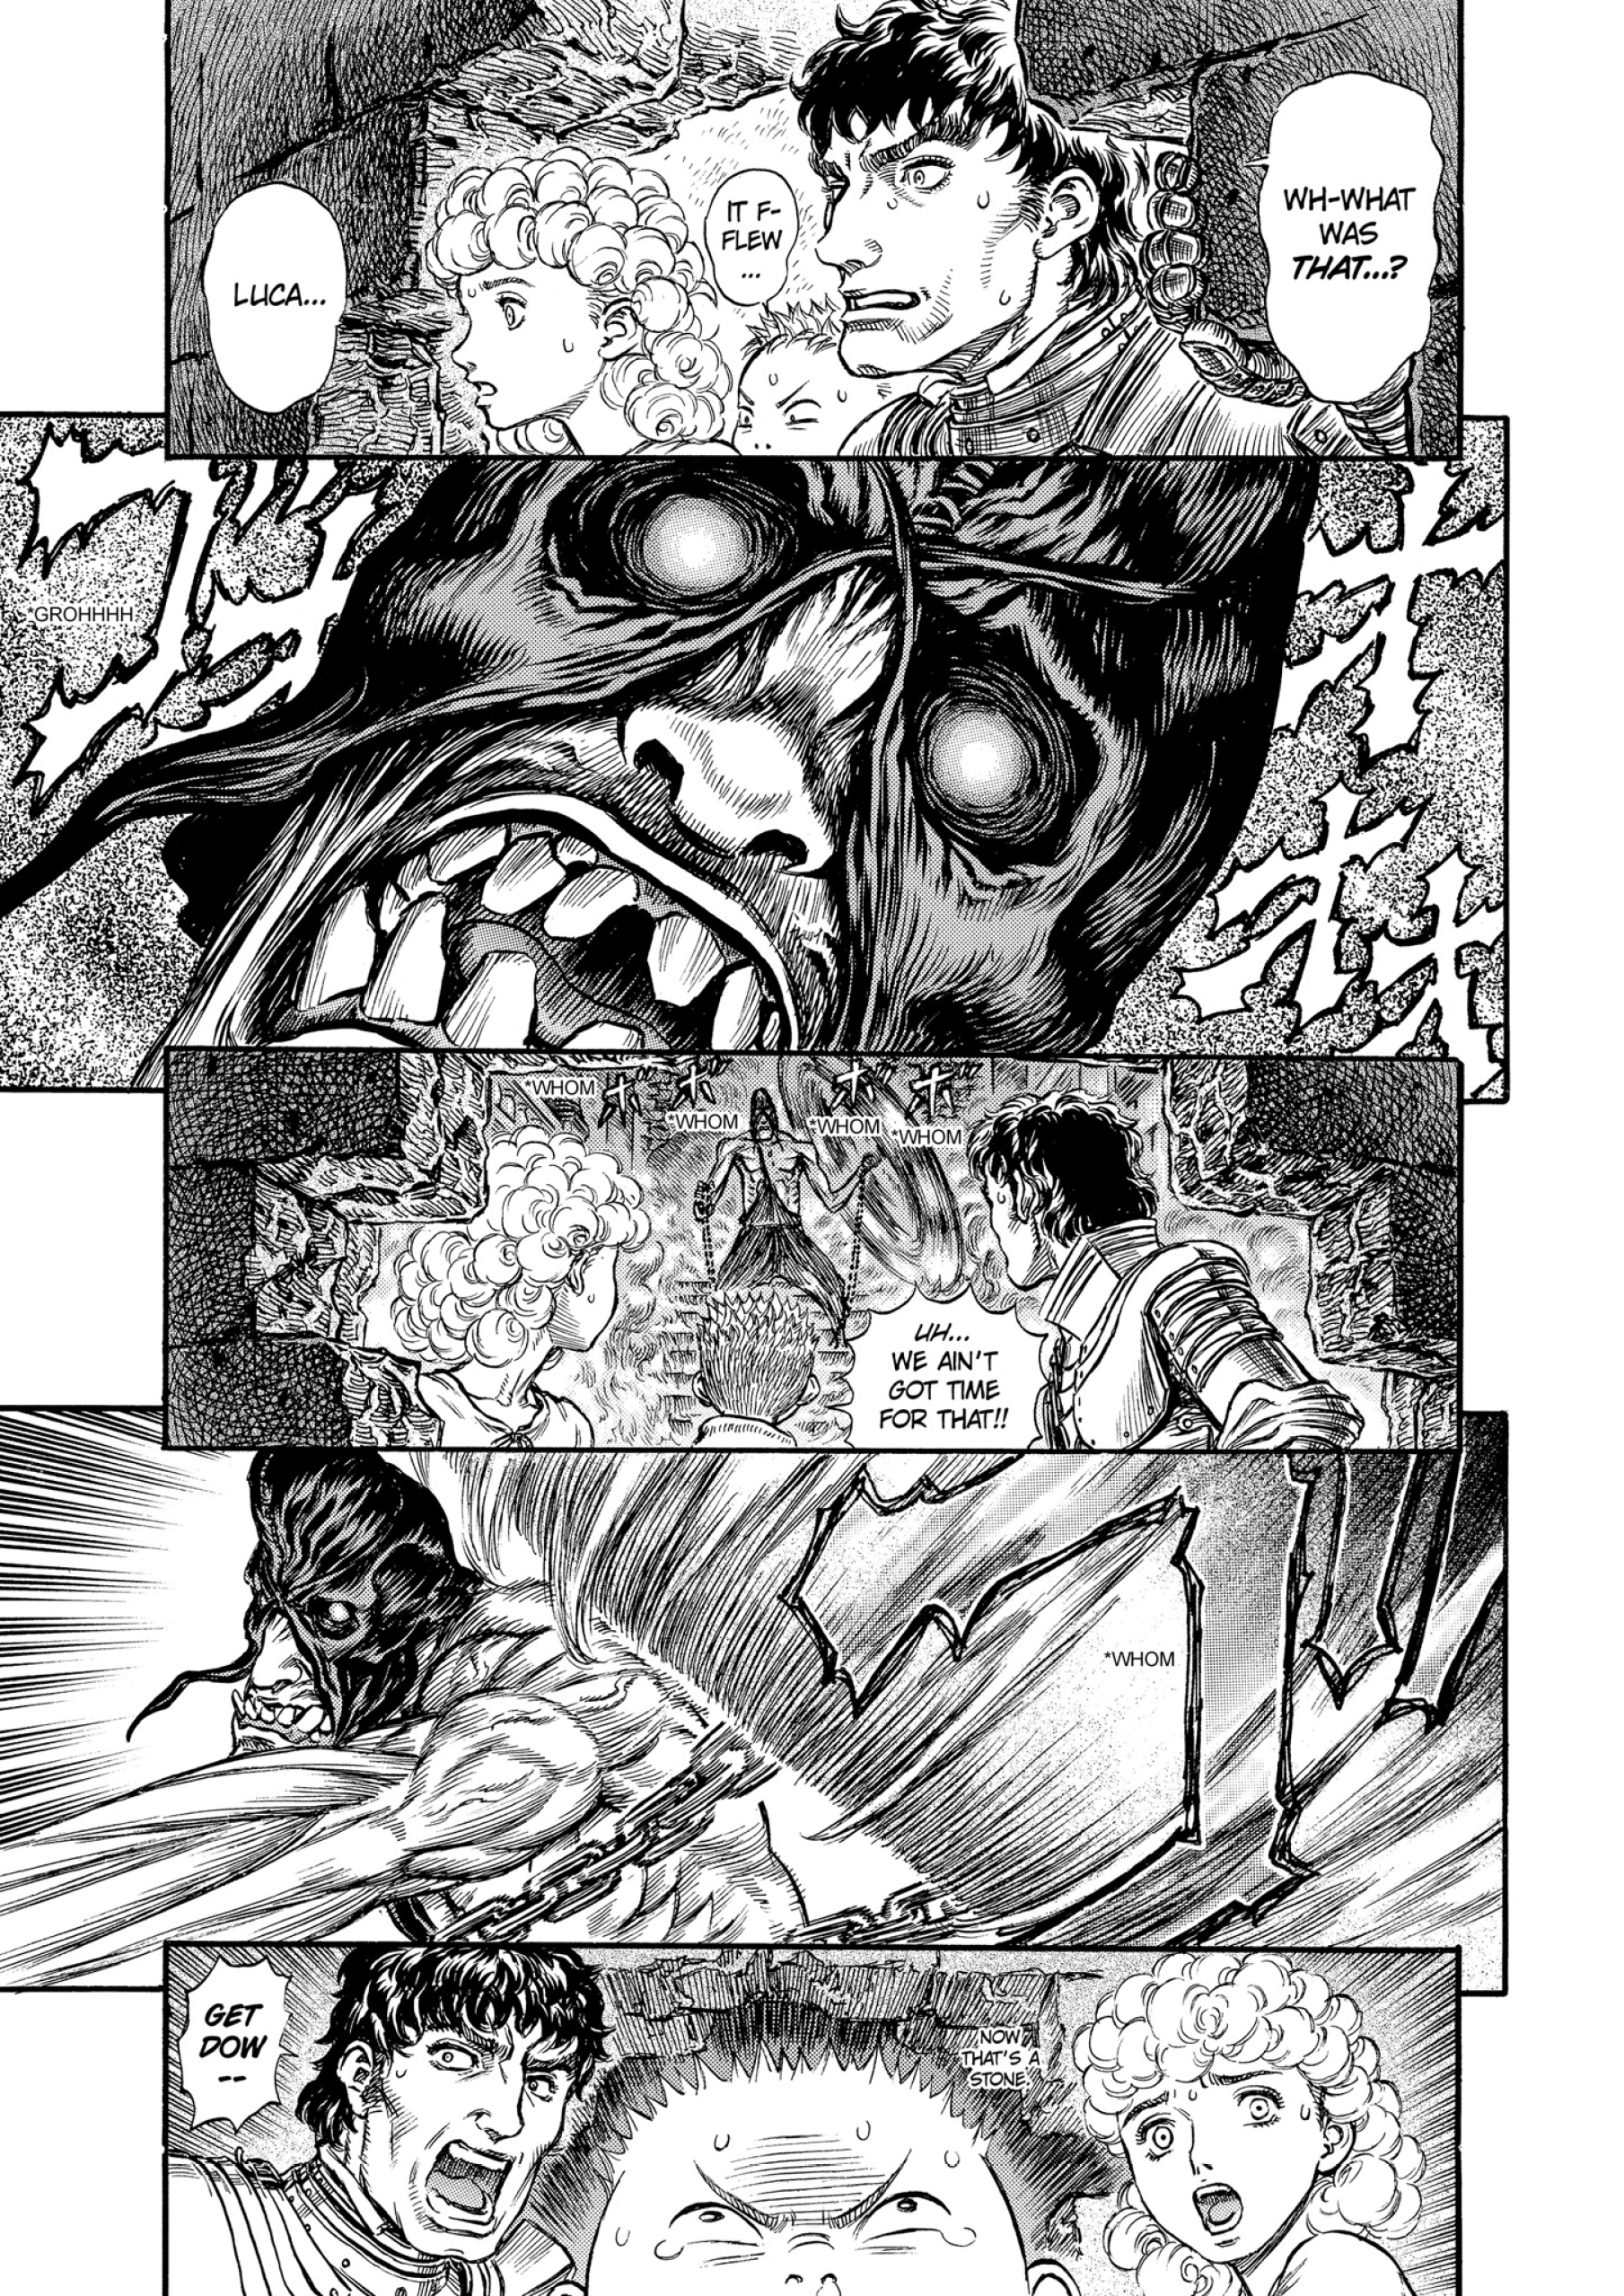 WH-WHAT
WAS
THAT...?
IT F-
FLEW
...
LUCA...
GROHHHH
*WHOM
*WHOM
*WHOM
*WHOM
UH...
WE AIN'T
GOT TIME
FOR THAT!!
*WHOM
GET
DOW
--
NOW
THAT'S A
STONE.